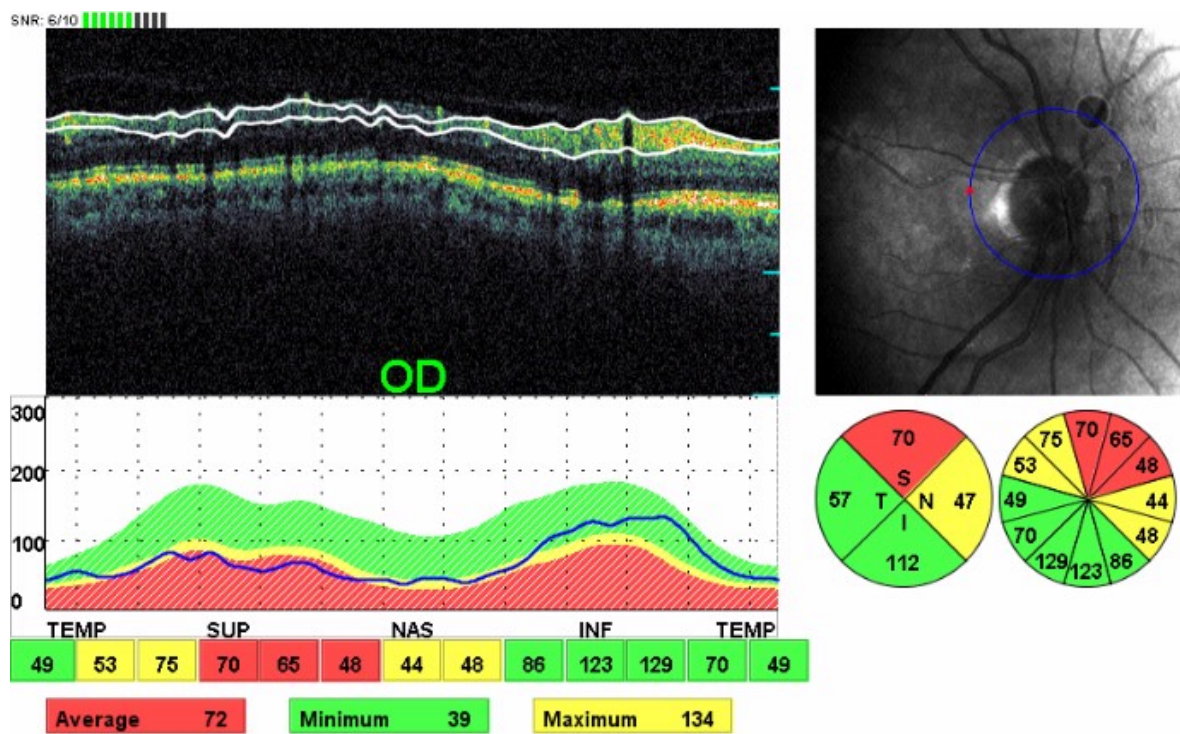 SNR: 6/10
OD
300
200
100
0
TEMP SUP NAS INF TEMP
49 53 75 70 65 48 44 48 86 123 129 70 49
Average 72 Minimum 39 Maximum 134
70
S
57 T N 47
I
112
70
75 65
53 48
49 44
70 48
129 123 86